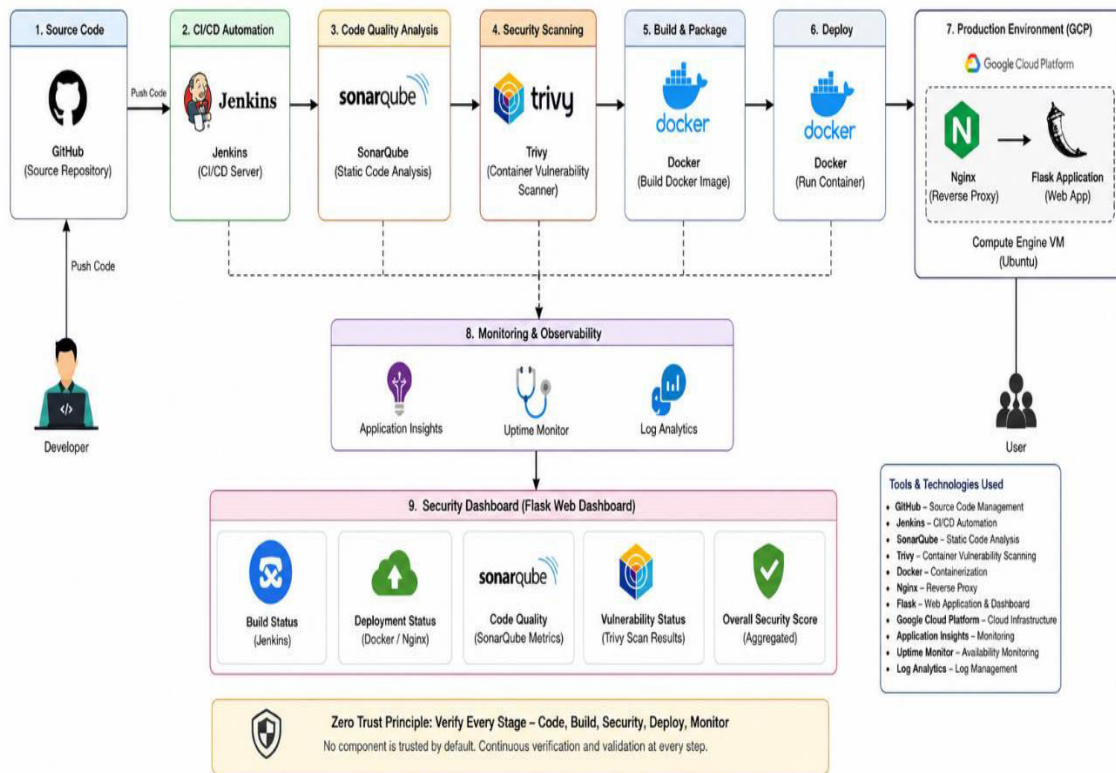 1. Source Code
GitHub
(Source Repository)
Push Code
2. CI/CD Automation
Jenkins
Jenkins
(CI/CD Server)
3. Code Quality Analysis
sonarqube
SonarQube
(Static Code Analysis)
4. Security Scanning
trivy
Trivy
(Container Vulnerability
Scanner)
5. Build & Package
docker
Docker
(Build Docker Image)
6. Deploy
docker
Docker
(Run Container)
7. Production Environment (GCP)
Google Cloud Platform
N
Nginx
(Reverse Proxy)
Flask Application
(Web App)
Compute Engine VM
(Ubuntu)
Push Code
Developer
User
8. Monitoring & Observability
Application Insights
Uptime Monitor
Log Analytics
9. Security Dashboard (Flask Web Dashboard)
Build Status
(Jenkins)
Deployment Status
(Docker / Nginx)
sonarqube
Code Quality
(SonarQube Metrics)
Vulnerability Status
(Trivy Scan Results)
Overall Security Score
(Aggregated)
Tools & Technologies Used
• GitHub – Source Code Management
• Jenkins – CI/CD Automation
• SonarQube – Static Code Analysis
• Trivy – Container Vulnerability Scanning
• Docker – Containerization
• Nginx – Reverse Proxy
• Flask – Web Application & Dashboard
• Google Cloud Platform – Cloud Infrastructure
• Application Insights – Monitoring
• Uptime Monitor – Availability Monitoring
• Log Analytics – Log Management
Zero Trust Principle: Verify Every Stage – Code, Build, Security, Deploy, Monitor
No component is trusted by default. Continuous verification and validation at every step.